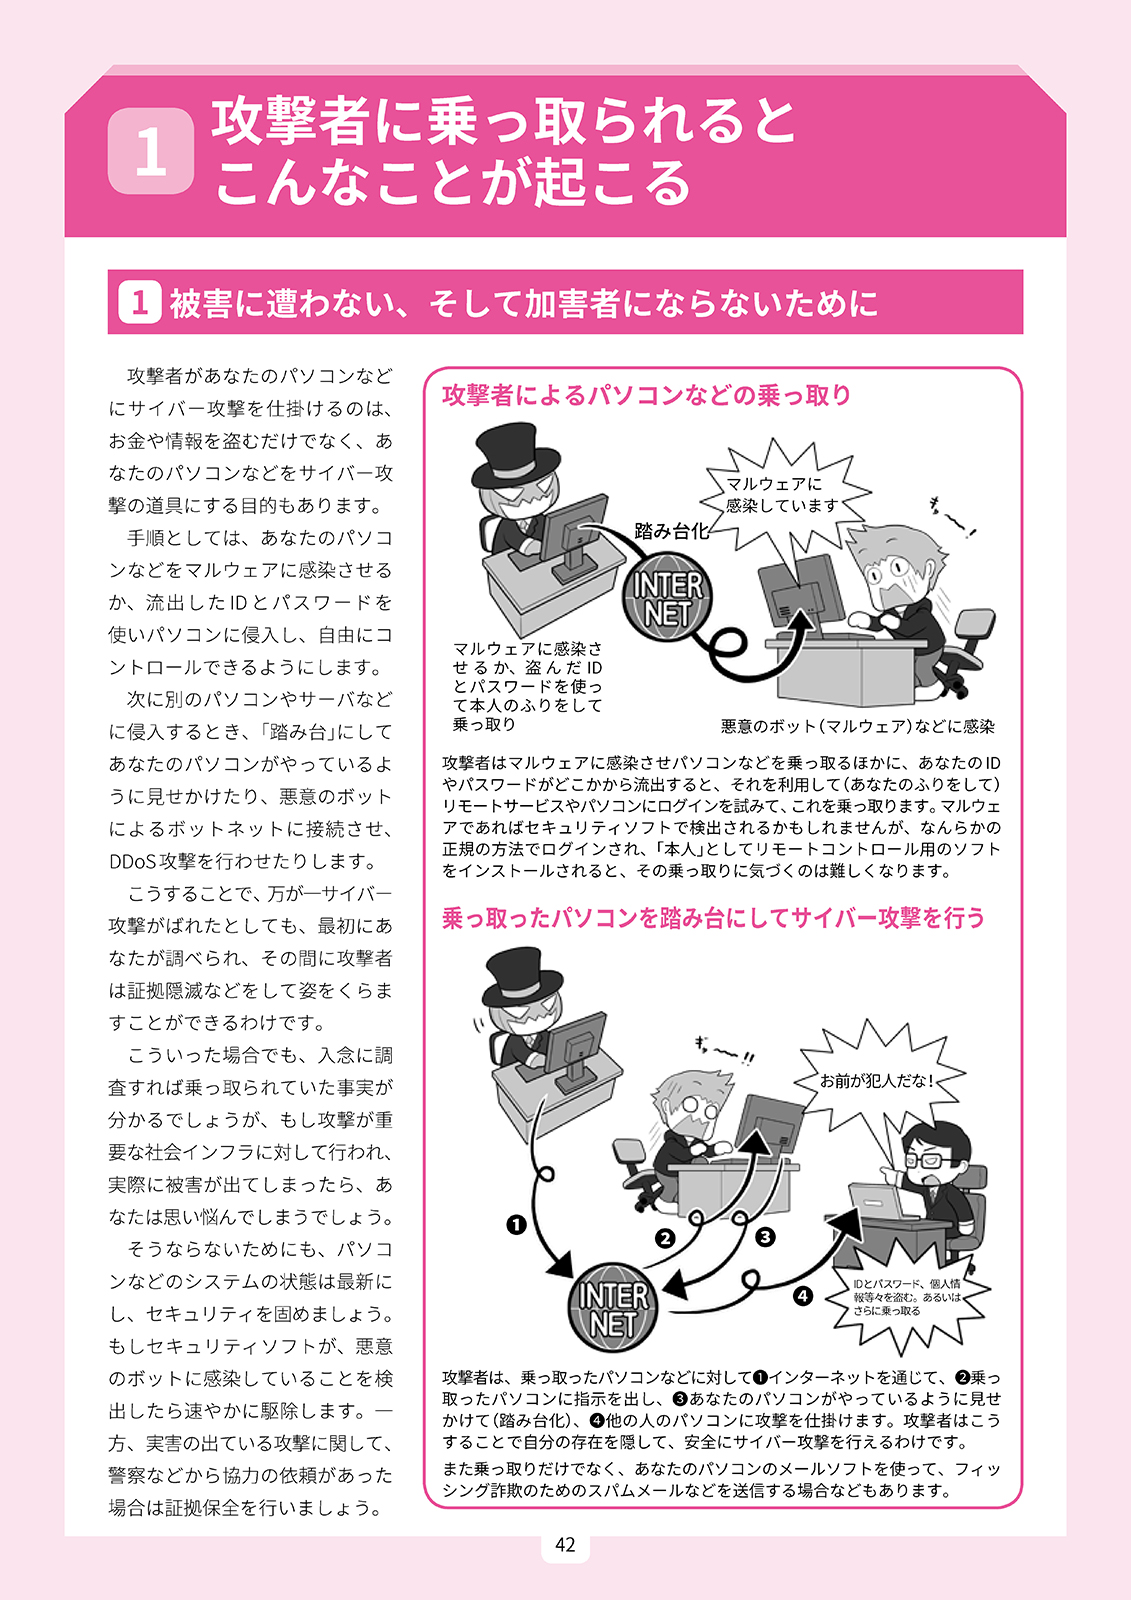 1
攻撃者に乗っ取られると
こんなことが起こる
1 被害に遭わない、そして加害者にならないために
攻撃者があなたのパソコンなど
にサイバー攻撃を仕掛けるのは、
お金や情報を盗むだけでなく、あ
なたのパソコンなどをサイバー攻
撃の道具にする目的もあります。
手順としては、あなたのパソコ
ンなどをマルウェアに感染させる
か、流出したIDとパスワードを
使いパソコンに侵入し、自由にコ
ントロールできるようにします。
次に別のパソコンやサーバなど
に侵入するとき、「踏み台」にして
あなたのパソコンがやっているよ
うに見せかけたり、悪意のボット
によるボットネットに接続させ、
DDoS攻撃を行わせたりします。
こうすることで、万が一サイバー
攻撃がばれたとしても、最初にあ
なたが調べられ、その間に攻撃者
は証拠隠滅などをして姿をくらま
すことができるわけです。
こういった場合でも、入念に調
査すれば乗っ取られていた事実が
分かるでしょうが、もし攻撃が重
要な社会インフラに対して行われ、
実際に被害が出てしまったら、あ
なたは思い悩んでしまうでしょう。
そうならないためにも、パソコ
ンなどのシステムの状態は最新に
し、セキュリティを固めましょう。
もしセキュリティソフトが、悪意
のボットに感染していることを検
出したら速やかに駆除します。一
方、実害の出ている攻撃に関して、
警察などから協力の依頼があった
場合は証拠保全を行いましょう。
攻撃者によるパソコンなどの乗っ取り
マルウェアに
感染しています
ギャーっ!
踏み台化
INTER
NET
マルウェアに感染さ
せるか、盗んだID
とパスワードを使っ
て本人のふりをして
乗っ取り
悪意のボット(マルウェア)などに感染
攻撃者はマルウェアに感染させパソコンなどを乗っ取るほかに、あなたのID
やパスワードがどこかから流出すると、それを利用して(あなたのふりをして)
リモートサービスやパソコンにログインを試みて、これを乗っ取ります。マルウェ
アであればセキュリティソフトで検出されるかもしれませんが、なんらかの
正規の方法でログインされ、「本人」としてリモートコントロール用のソフト
をインストールされると、その乗っ取りに気づくのは難しくなります。
乗っ取ったパソコンを踏み台にしてサイバー攻撃を行う
ギャーっ!!
お前が犯人だな!
❶
❷
❸
❹
INTER
NET
IDとパスワード、個人情
報等々を盗む。あるいは
さらに乗っ取る
攻撃者は、乗っ取ったパソコンなどに対して❶インターネットを通じて、❷乗っ
取ったパソコンに指示を出し、❸あなたのパソコンがやっているように見せ
かけて(踏み台化)、❹他の人のパソコンに攻撃を仕掛けます。攻撃者はこう
することで自分の存在を隠して、安全にサイバー攻撃を行えるわけです。
また乗っ取りだけでなく、あなたのパソコンのメールソフトを使って、フィッ
シング詐欺のためのスパムメールなどを送信する場合などもあります。
42